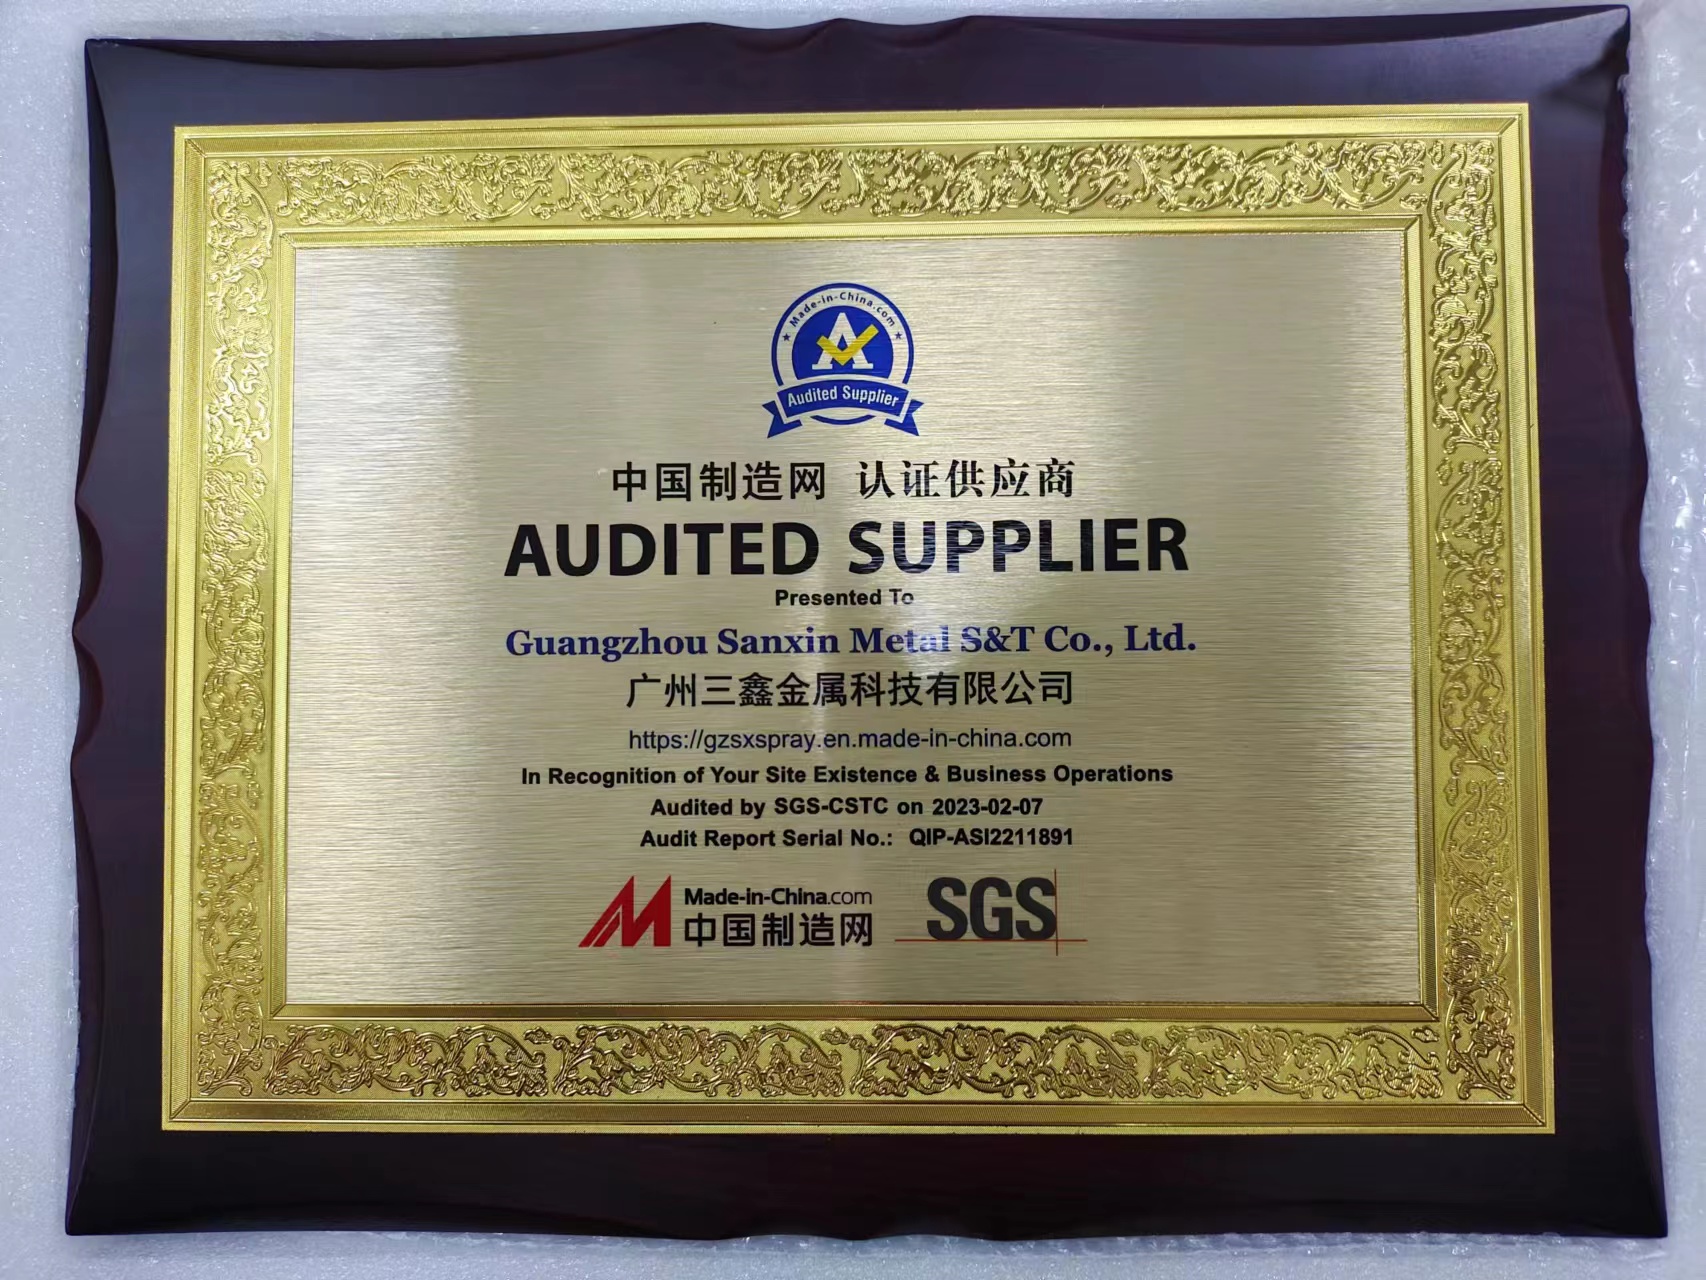 Made-in-China.com
A
Audited Supplier
中国制造网 认证供应商
AUDITED SUPPLIER
Presented To
Guangzhou Sanxin Metal S&T Co., Ltd.
广州三鑫金属科技有限公司
https://gzsxspray.en.made-in-china.com
In Recognition of Your Site Existence & Business Operations
Audited by SGS-CSTC on 2023-02-07
Audit Report Serial No.: QIP-ASI2211891
Made-in-China.com
中国制造网
SGS